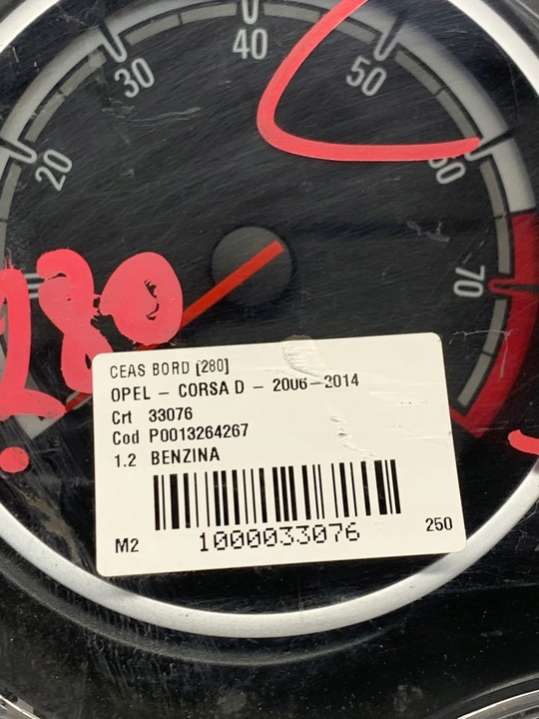 40
30
50
20
60
70
280
CEAS BORD [280]
OPEL - CORSA D - 2006-2014
Crt 33076
Cod P0013264267
1.2 BENZINA
M2
1000033076
250